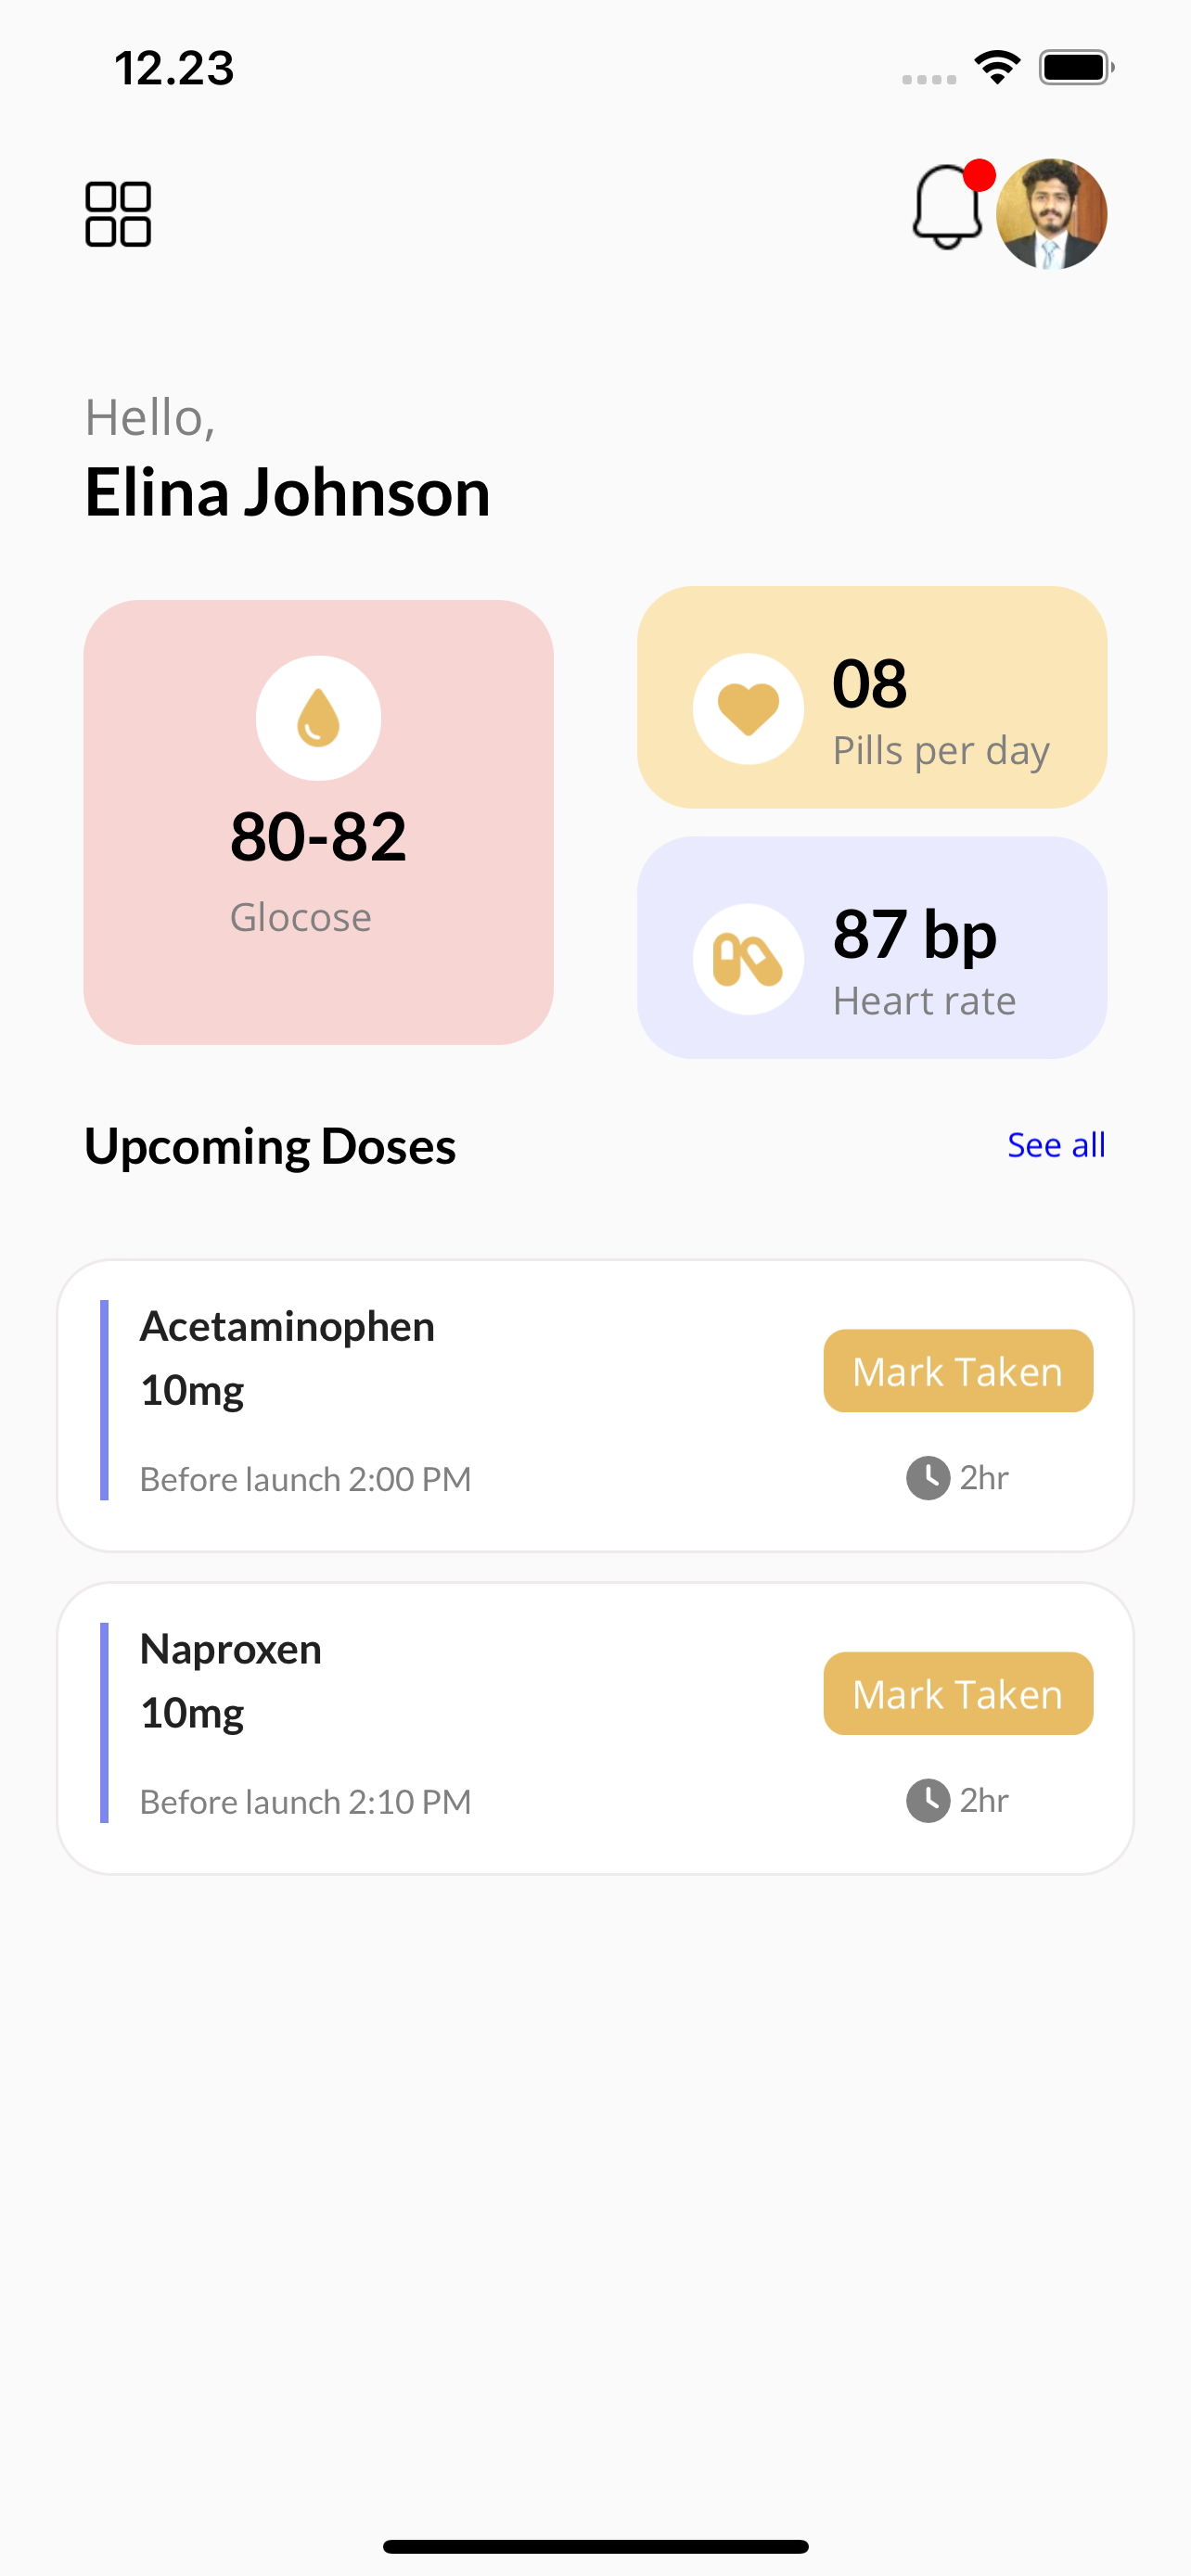 12.23
Hello,
Elina Johnson
80-82
Glocose
08
Pills per day
87 bp
Heart rate
Upcoming Doses
See all
Acetaminophen
10mg
Mark Taken
Before launch 2:00 PM
2hr
Naproxen
10mg
Mark Taken
Before launch 2:10 PM
2hr